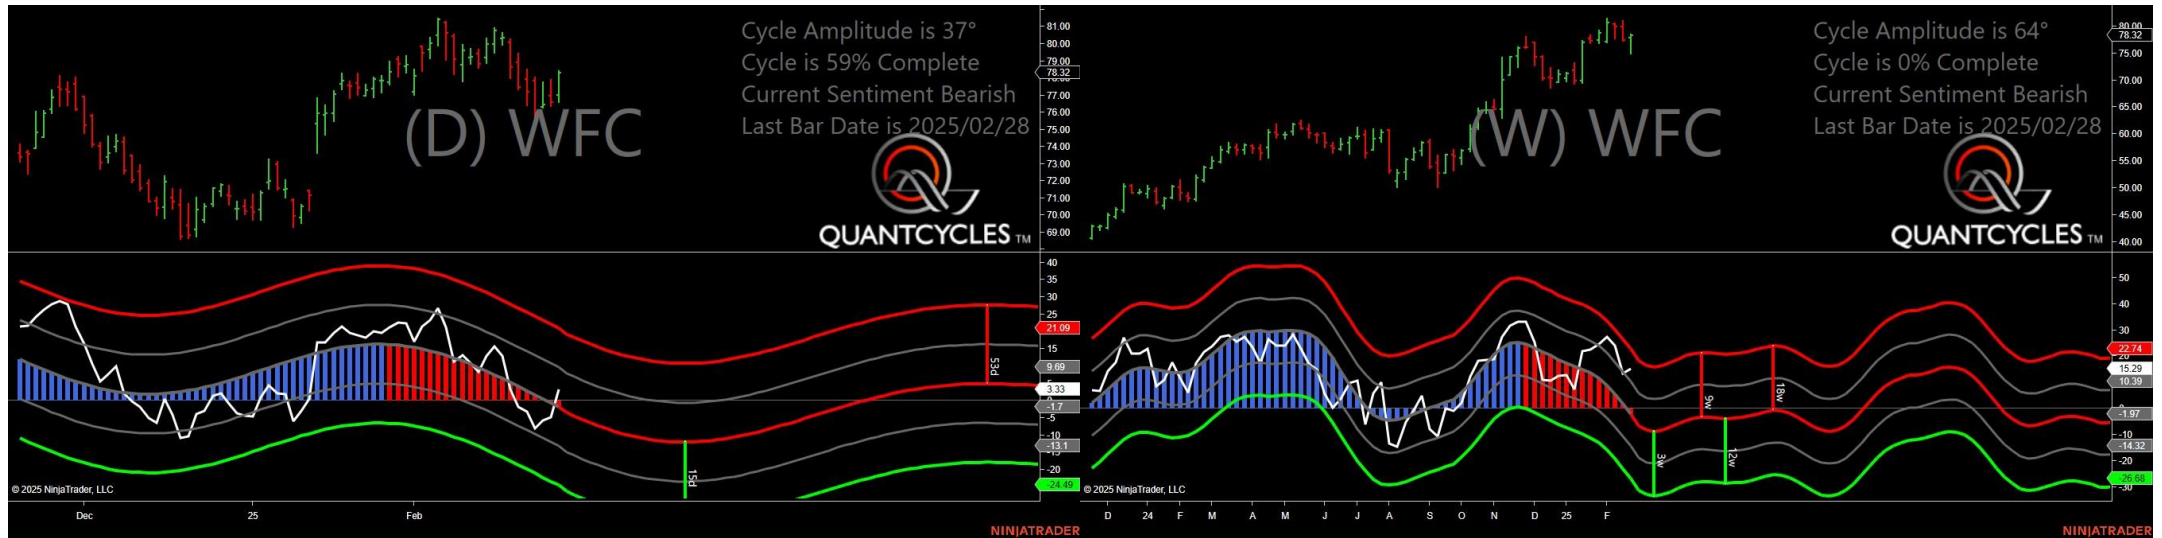 Cycle Amplitude is 37°
Cycle is 59% Complete
Current Sentiment Bearish
Last Bar Date is 2025/02/28
(D) WFC
QUANTCYCLES TM
81.00
80.00
79.00
78.32
77.00
76.00
75.00
74.00
73.00
72.00
71.00
70.00
69.00
40
35
30
25
21.09
15
9.69
3.33
-1.7
-5
-10
-13.1
-20
-24.49
53d
15d
© 2025 NinjaTrader, LLC
Dec
25
Feb
NINJATRADER
Cycle Amplitude is 64°
Cycle is 0% Complete
Current Sentiment Bearish
Last Bar Date is 2025/02/28
(W) WFC
QUANTCYCLES TM
80.00
78.32
75.00
70.00
65.00
60.00
55.00
50.00
45.00
40.00
50
40
30
22.74
15.29
10.39
-1.97
-10
-14.32
-20
-26.68
-30
9w
18w
3w
12w
© 2025 NinjaTrader, LLC
D
24
F
M
A
M
J
J
A
S
O
N
D
25
F
NINJATRADER